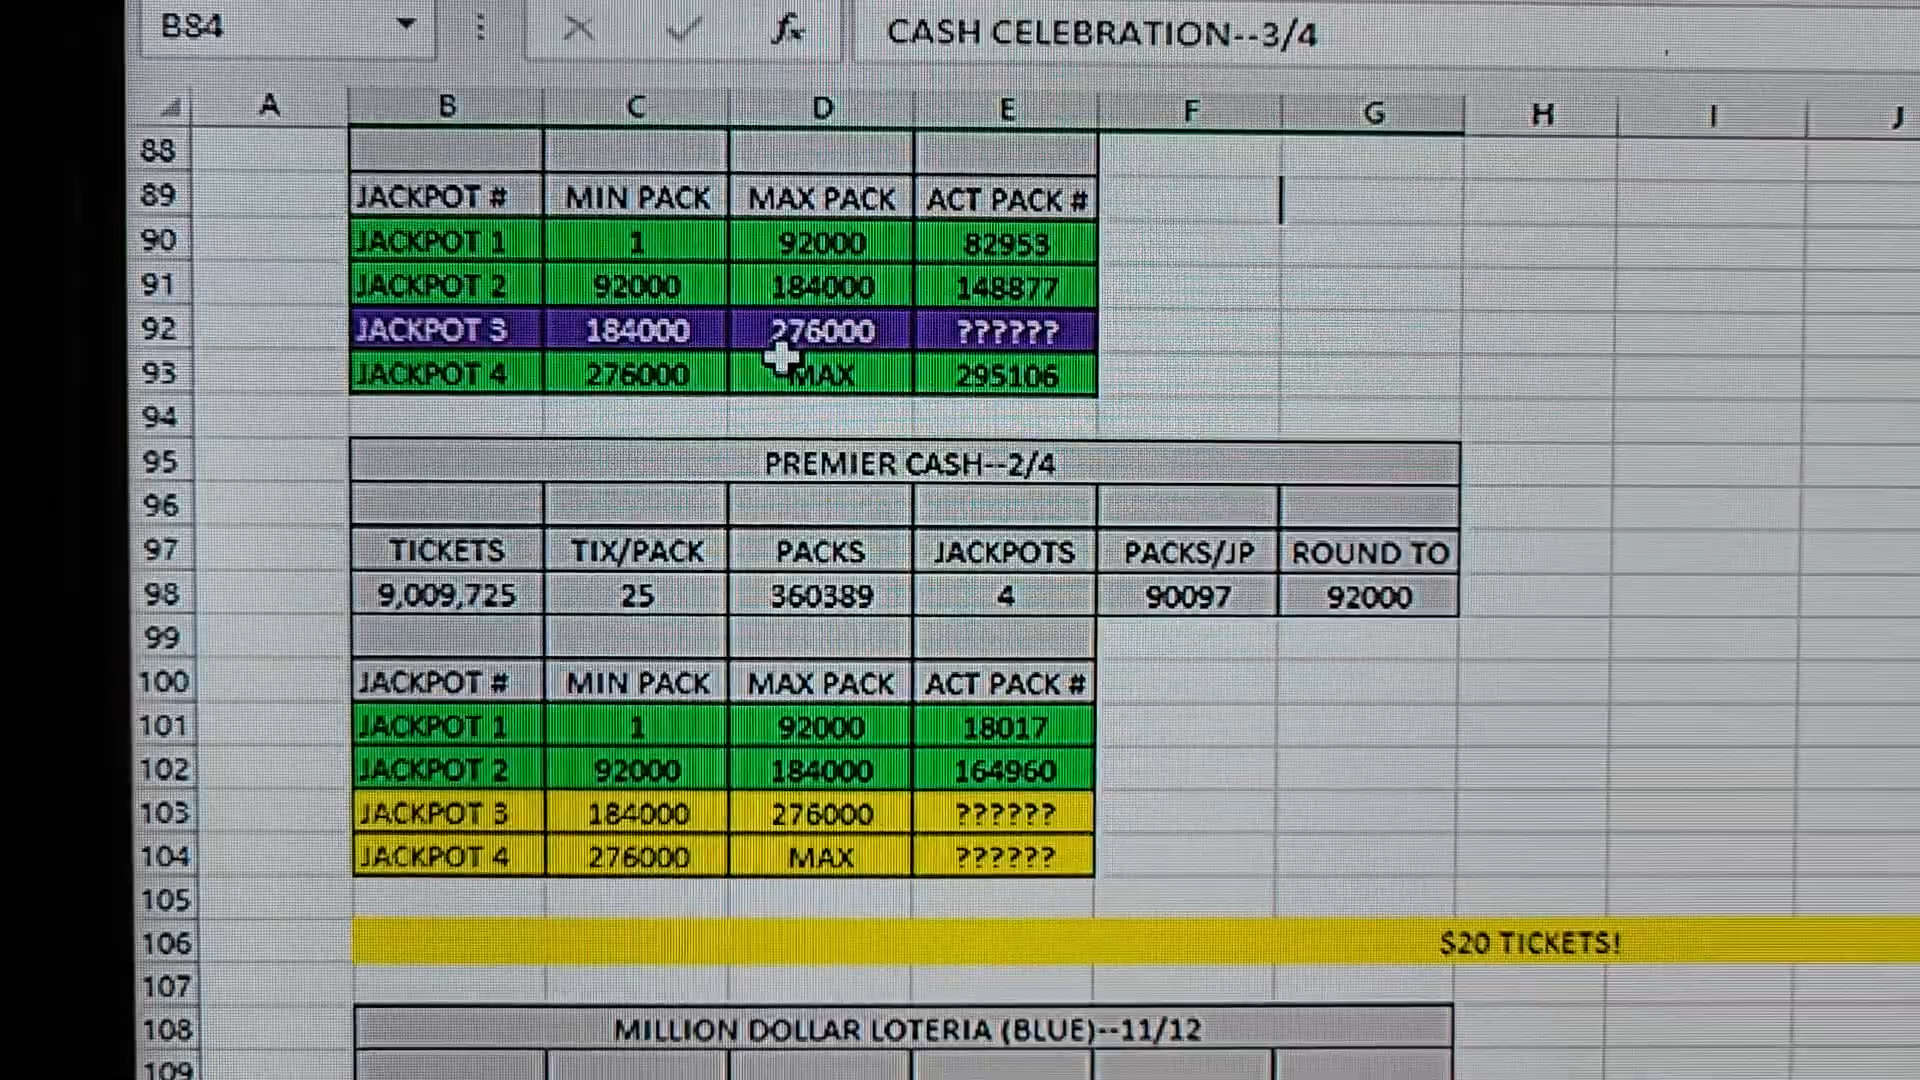 B84 fx CASH CELEBRATION--3/4
A B C D E F G H I J
88
89 JACKPOT # MIN PACK MAX PACK ACT PACK #
90 JACKPOT 1 1 92000 82953
91 JACKPOT 2 92000 184000 148877
92 JACKPOT 3 184000 276000 ??????
93 JACKPOT 4 276000 MAX 295106
94
95 PREMIER CASH--2/4
96
97 TICKETS TIX/PACK PACKS JACKPOTS PACKS/JP ROUND TO
98 9,009,725 25 360389 4 90097 92000
99
100 JACKPOT # MIN PACK MAX PACK ACT PACK #
101 JACKPOT 1 1 92000 18017
102 JACKPOT 2 92000 184000 164960
103 JACKPOT 3 184000 276000 ??????
104 JACKPOT 4 276000 MAX ??????
105
106 $20 TICKETS!
107
108 MILLION DOLLAR LOTERIA (BLUE)--11/12
109